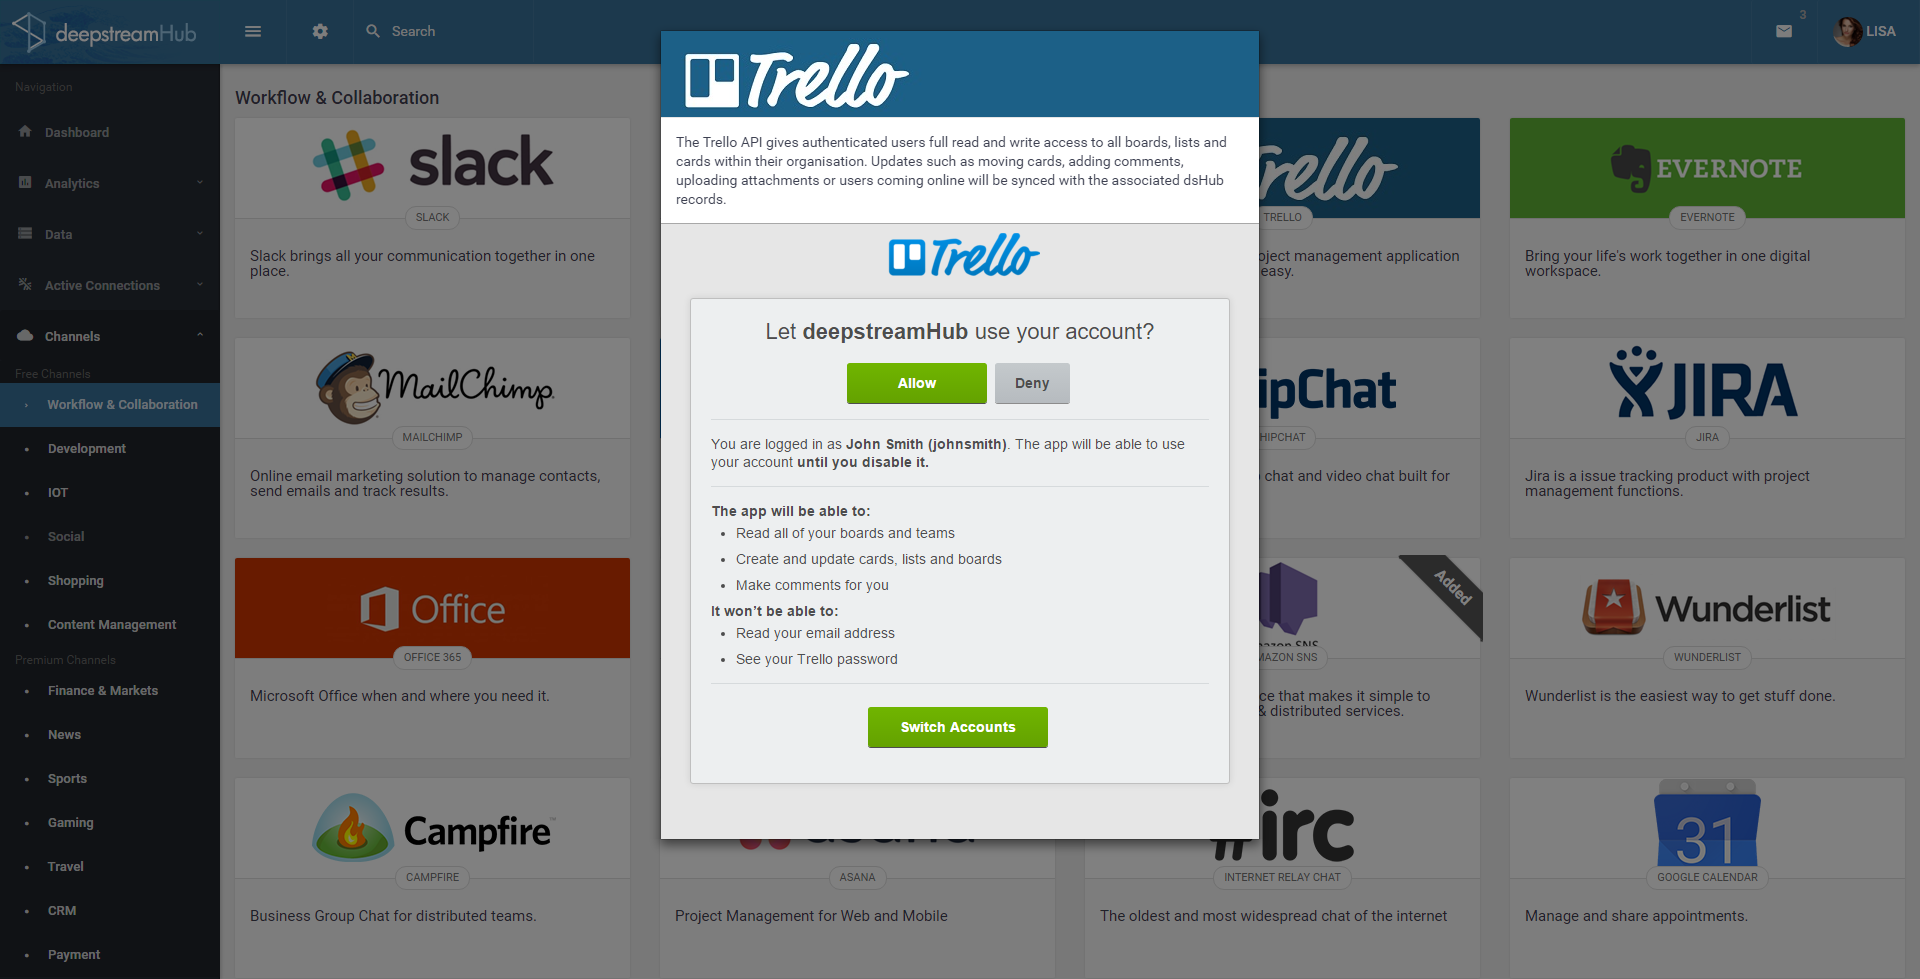 deepstreamHub
Search
3
LISA
Navigation
Dashboard
Analytics
Data
Active Connections
Channels
Free Channels
Workflow & Collaboration
Development
IOT
Social
Shopping
Content Management
Premium Channels
Finance & Markets
News
Sports
Gaming
Travel
CRM
Payment
Workflow & Collaboration
slack
SLACK
Slack brings all your communication together in one
place.
Trello
The Trello API gives authenticated users full read and write access to all boards, lists and
cards within their organisation. Updates such as moving cards, adding comments,
uploading attachments or users coming online will be synced with the associated dsHub
records.
Trello
Let deepstreamHub use your account?
Allow
Deny
You are logged in as John Smith (johnsmith). The app will be able to use
your account until you disable it.
The app will be able to:
Read all of your boards and teams
Create and update cards, lists and boards
Make comments for you
It won't be able to:
Read your email address
See your Trello password
Switch Accounts
Trello
TRELLO
oject management application
easy.
EVERNOTE
EVERNOTE
Bring your life's work together in one digital
workspace.
MailChimp
MAILCHIMP
Online email marketing solution to manage contacts,
send emails and track results.
ipChat
HIPCHAT
chat and video chat built for
JIRA
JIRA
Jira is a issue tracking product with project
management functions.
Office
OFFICE 365
Microsoft Office when and where you need it.
Added
azon SNS
MAZON SNS
ce that makes it simple to
& distributed services.
Wunderlist
WUNDERLIST
Wunderlist is the easiest way to get stuff done.
Campfire
CAMPFIRE
Business Group Chat for distributed teams.
asana
ASANA
Project Management for Web and Mobile
#irc
INTERNET RELAY CHAT
The oldest and most widespread chat of the internet
31
GOOGLE CALENDAR
Manage and share appointments.